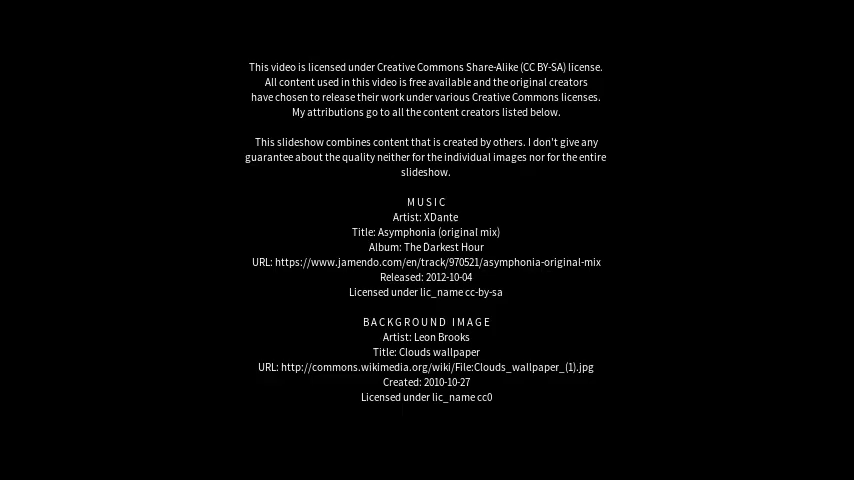 This video is licensed under Creative Commons Share-Alike (CC BY-SA) license.
All content used in this video is free available and the original creators
have chosen to release their work under various Creative Commons licenses.
My attributions go to all the content creators listed below.
This slideshow combines content that is created by others. I don't give any
guarantee about the quality neither for the individual images nor for the entire
slideshow.
MUSIC
Artist: XDante
Title: Asymphonia (original mix)
Album: The Darkest Hour
URL: https://www.jamendo.com/en/track/970521/asymphonia-original-mix
Released: 2012-10-04
Licensed under lic_name cc-by-sa
BACKGROUND IMAGE
Artist: Leon Brooks
Title: Clouds wallpaper
URL: http://commons.wikimedia.org/wiki/File:Clouds_wallpaper_(1).jpg
Created: 2010-10-27
Licensed under lic_name cc0